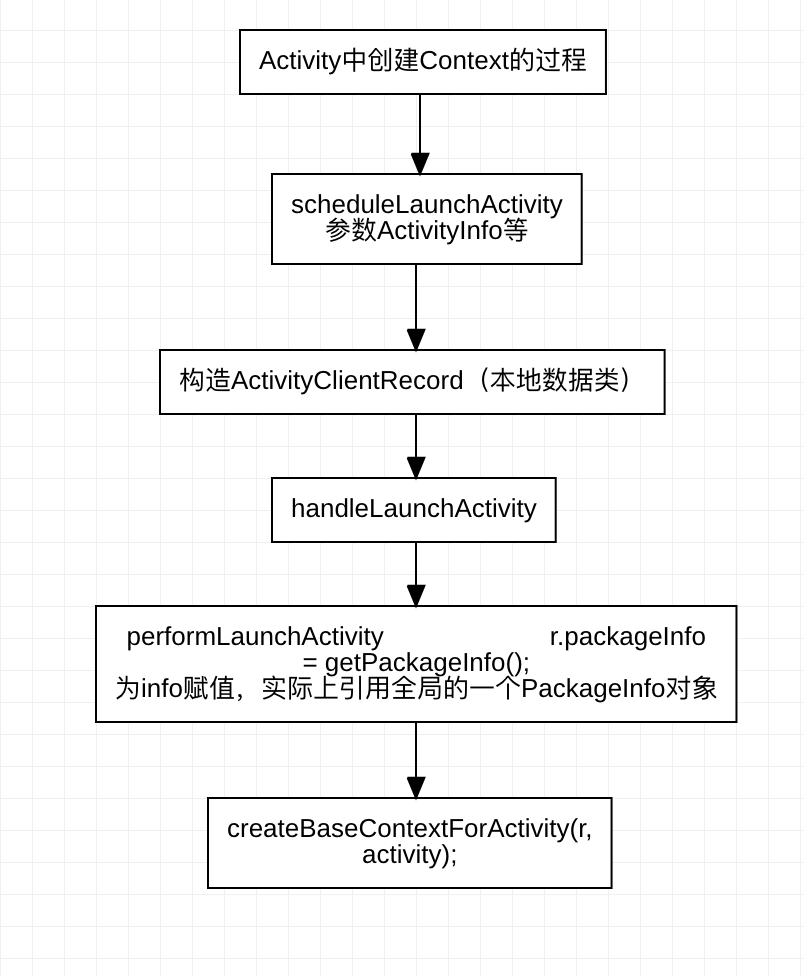 Activity中创建Context的过程
scheduleLaunchActivity
参数ActivityInfo等
构造ActivityClientRecord（本地数据类）
handleLaunchActivity
performLaunchActivity r.packageInfo
= getPackageInfo();
为info赋值，实际上引用全局的一个PackageInfo对象
createBaseContextForActivity(r,
activity);